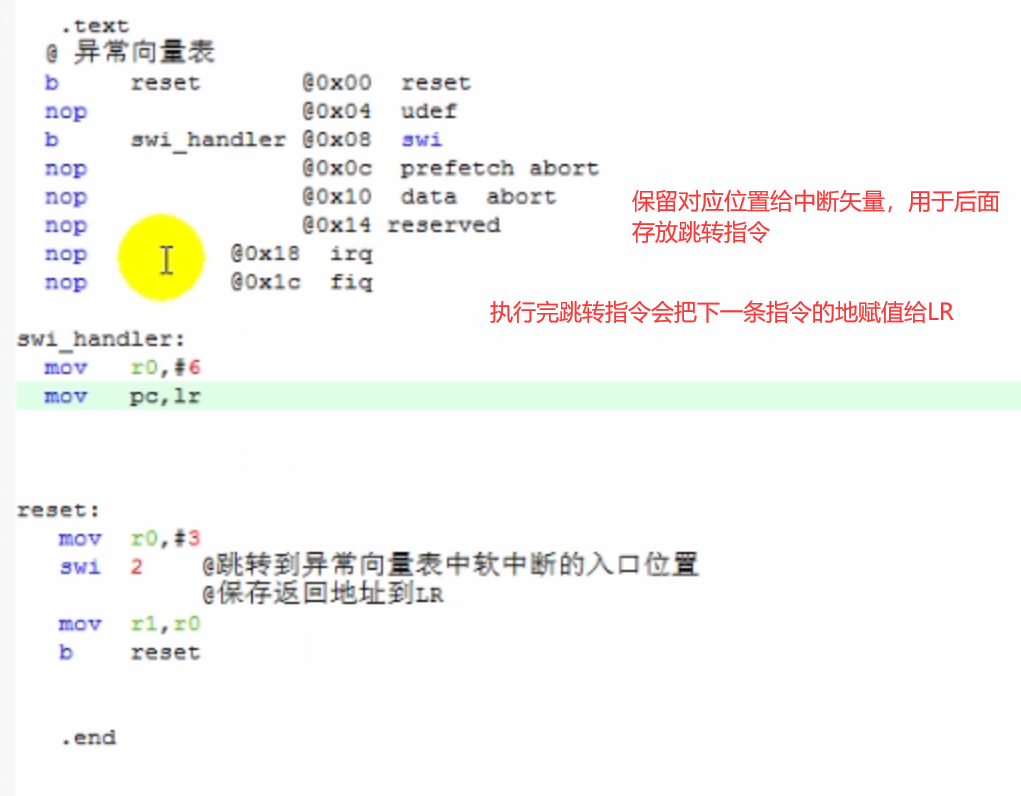 .text
@ 异常向量表
b reset @0x00 reset
nop @0x04 udef
b swi_handler @0x08 swi
nop @0x0c prefetch abort
nop @0x10 data abort
nop @0x14 reserved
nop @0x18 irq
nop @0x1c fiq
保留对应位置给中断矢量，用于后面
存放跳转指令
执行完跳转指令会把下一条指令的地赋值给LR
swi_handler:
mov r0,#6
mov pc,lr
reset:
mov r0,#3
swi 2 @跳转到异常向量表中软中断的入口位置
@保存返回地址到LR
mov r1,r0
b reset
.end